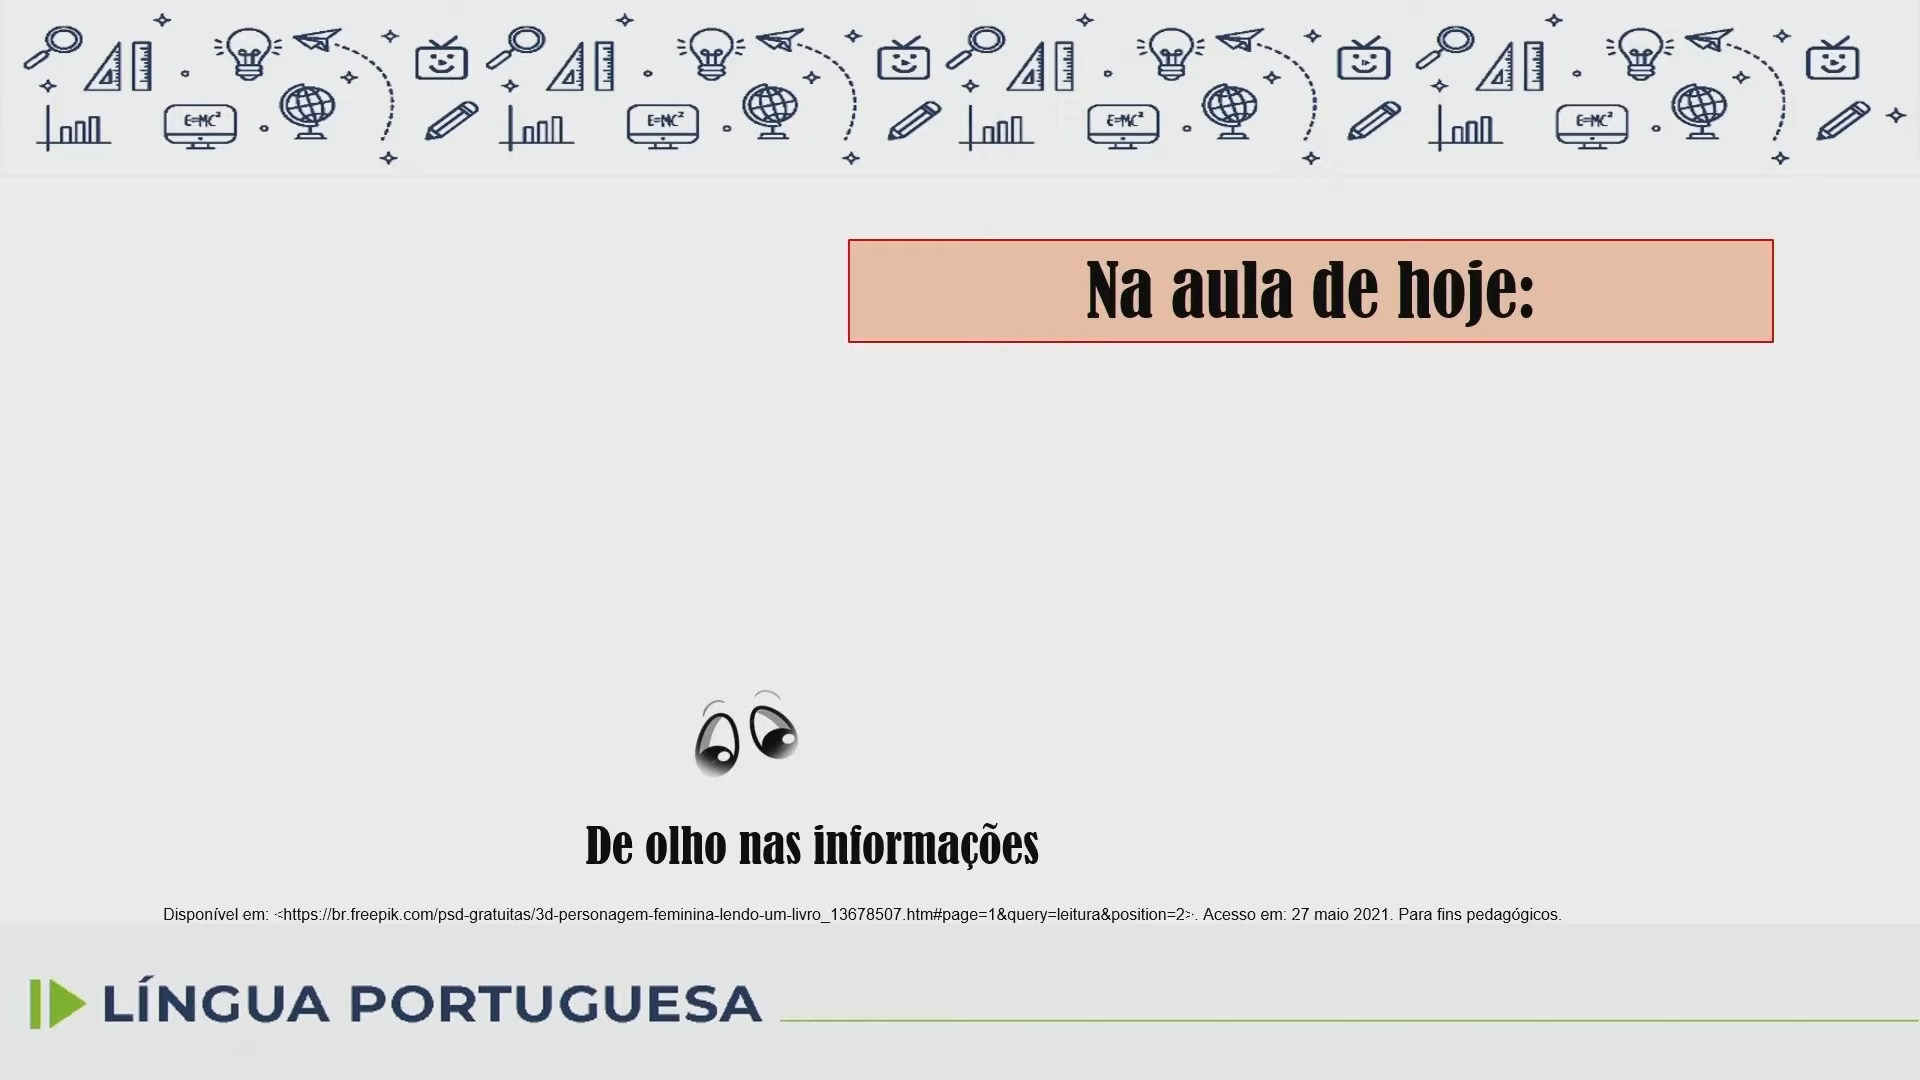 E=MC² E=MC² E=MC² E=MC²
Na aula de hoje:
De olho nas informações
Disponível em: <https://br.freepik.com/psd-gratuitas/3d-personagem-feminina-lendo-um-livro_13678507.htm#page=1&query=leitura&position=2>. Acesso em: 27 maio 2021. Para fins pedagógicos.
LÍNGUA PORTUGUESA